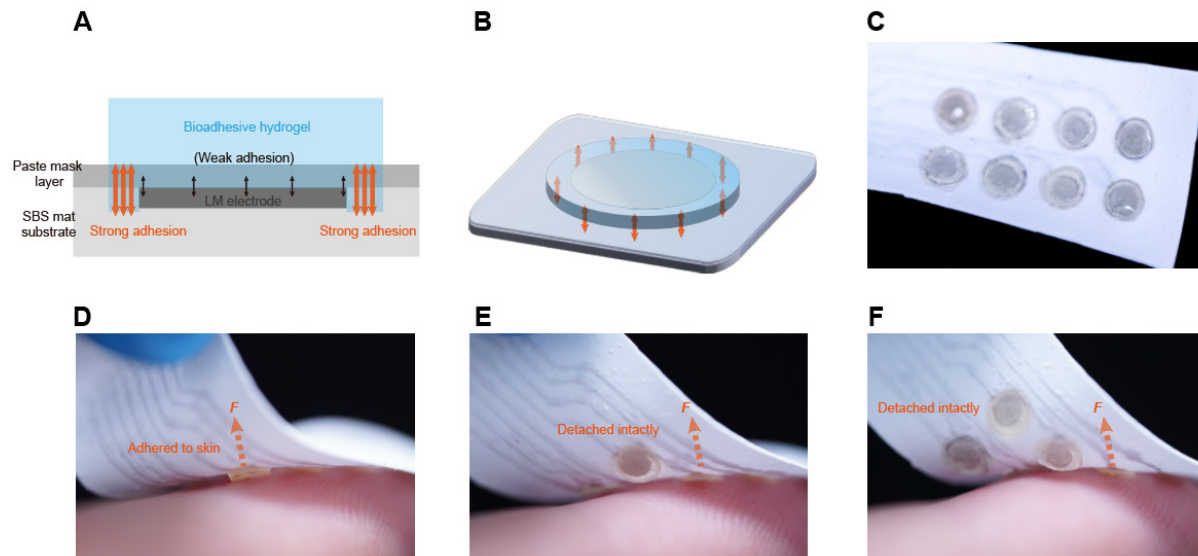 A
B
C
Bioadhesive hydrogel
(Weak adhesion)
Paste mask
layer
LM electrode
SBS mat
substrate
Strong adhesion
Strong adhesion
D
E
F
F
Adhered to skin
F
Detached intactly
F
Detached intactly